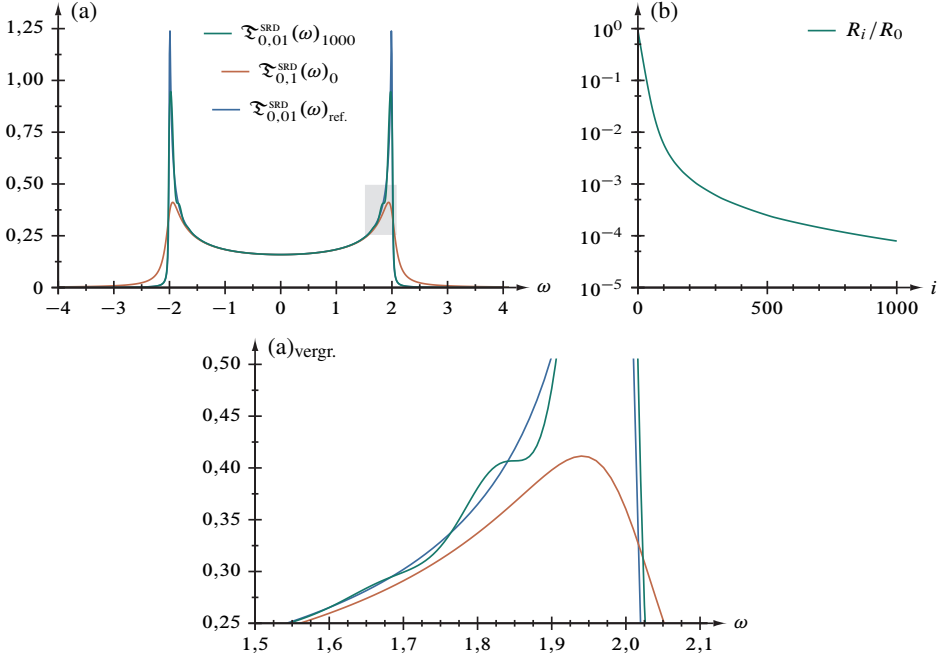 (a)
1,25
1,00
0,75
0,50
0,25
0
−4 −3 −2 −1 0 1 2 3 4 ω
𝔗^SRD_0,01(ω)_1000
𝔗^SRD_0,1(ω)_0
𝔗^SRD_0,01(ω)_ref.
(b)
10^0
10^−1
10^−2
10^−3
10^−4
10^−5
0 500 1000 i
R_i/R_0
(a)_vergr.
0,50
0,45
0,40
0,35
0,30
0,25
1,5 1,6 1,7 1,8 1,9 2,0 2,1 ω